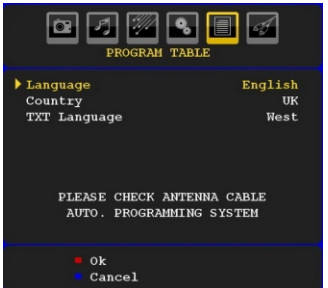 PROGRAM TABLE
Language English
Country UK
TXT Language West
PLEASE CHECK ANTENNA CABLE
AUTO. PROGRAMMING SYSTEM
Ok
Cancel